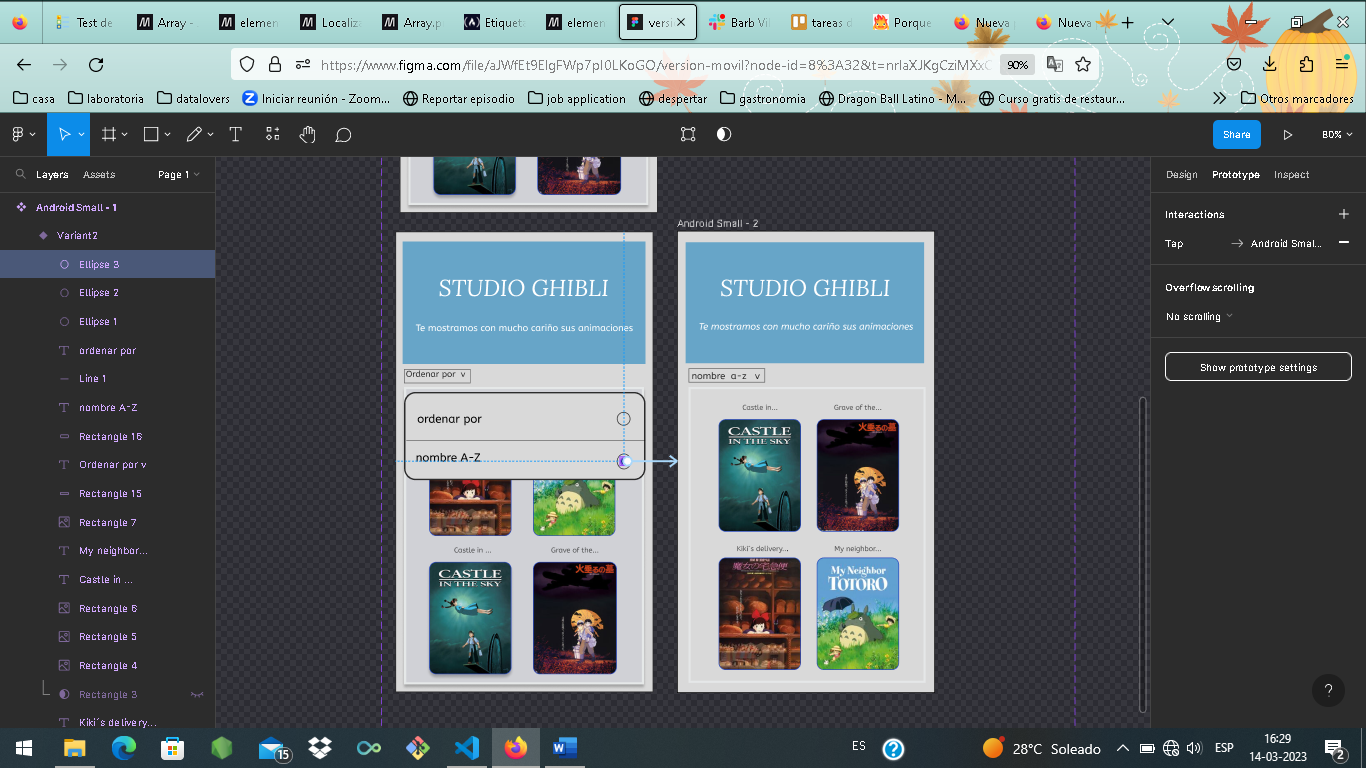 Test de
Array -
elemen
Localiz
Array.p
Etiquet
elemen
versi
Barb Vi
tareas d
Porque
Nueva
Nueva
https://www.figma.com/file/aJWfEt9ElgFWp7pI0LKoGO/version-movil?node-id=8%3A32&t=nrlaXJKgCziMXxC
90%
casa
laboratoria
datalovers
Iniciar reunión - Zoom...
Reportar episodio
job application
despertar
gastronomia
Dragon Ball Latino - M...
Curso gratis de restaur...
Otros marcadores
Share
80%
Layers
Assets
Page 1
Android Small - 1
Variant2
Ellipse 3
Ellipse 2
Ellipse 1
ordenar por
Line 1
nombre A-Z
Rectangle 16
Ordenar por v
Rectangle 15
Rectangle 7
My neighbor...
Castle in ...
Rectangle 6
Rectangle 5
Rectangle 4
Rectangle 3
Kiki´s delivery...
STUDIO GHIBLI
Te mostramos con mucho cariño sus animaciones
Ordenar por v
ordenar por
nombre A-Z
Castle in ...
Grave of the...
CASTLE
IN THE SKY
火垂るの墓
Android Small - 2
STUDIO GHIBLI
Te mostramos con mucho cariño sus animaciones
nombre a-z v
Castle in...
Grave of the...
CASTLE
IN THE SKY
火垂るの墓
Kiki´s delivery...
My neighbor...
魔女の宅急便
My Neighbor
TOTORO
Design
Prototype
Inspect
Interactions
Tap
Android Smal...
Overflow scrolling
No scrolling
Show prototype settings
?
15
ES
28°C Soleado
ESP
16:29
14-03-2023
2